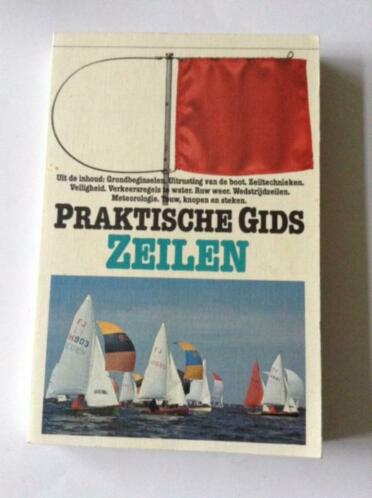 Uit de inhoud: Grondbeginselen. Uitrusting van de boot. Zeiltechnieken.
Veiligheid. Verkeersregels te water. Ruw weer. Wedstrijdzeilen.
Meteorologie. Touw, knopen en steken.
PRAKTISCHE GIDS
ZEILEN
FJ